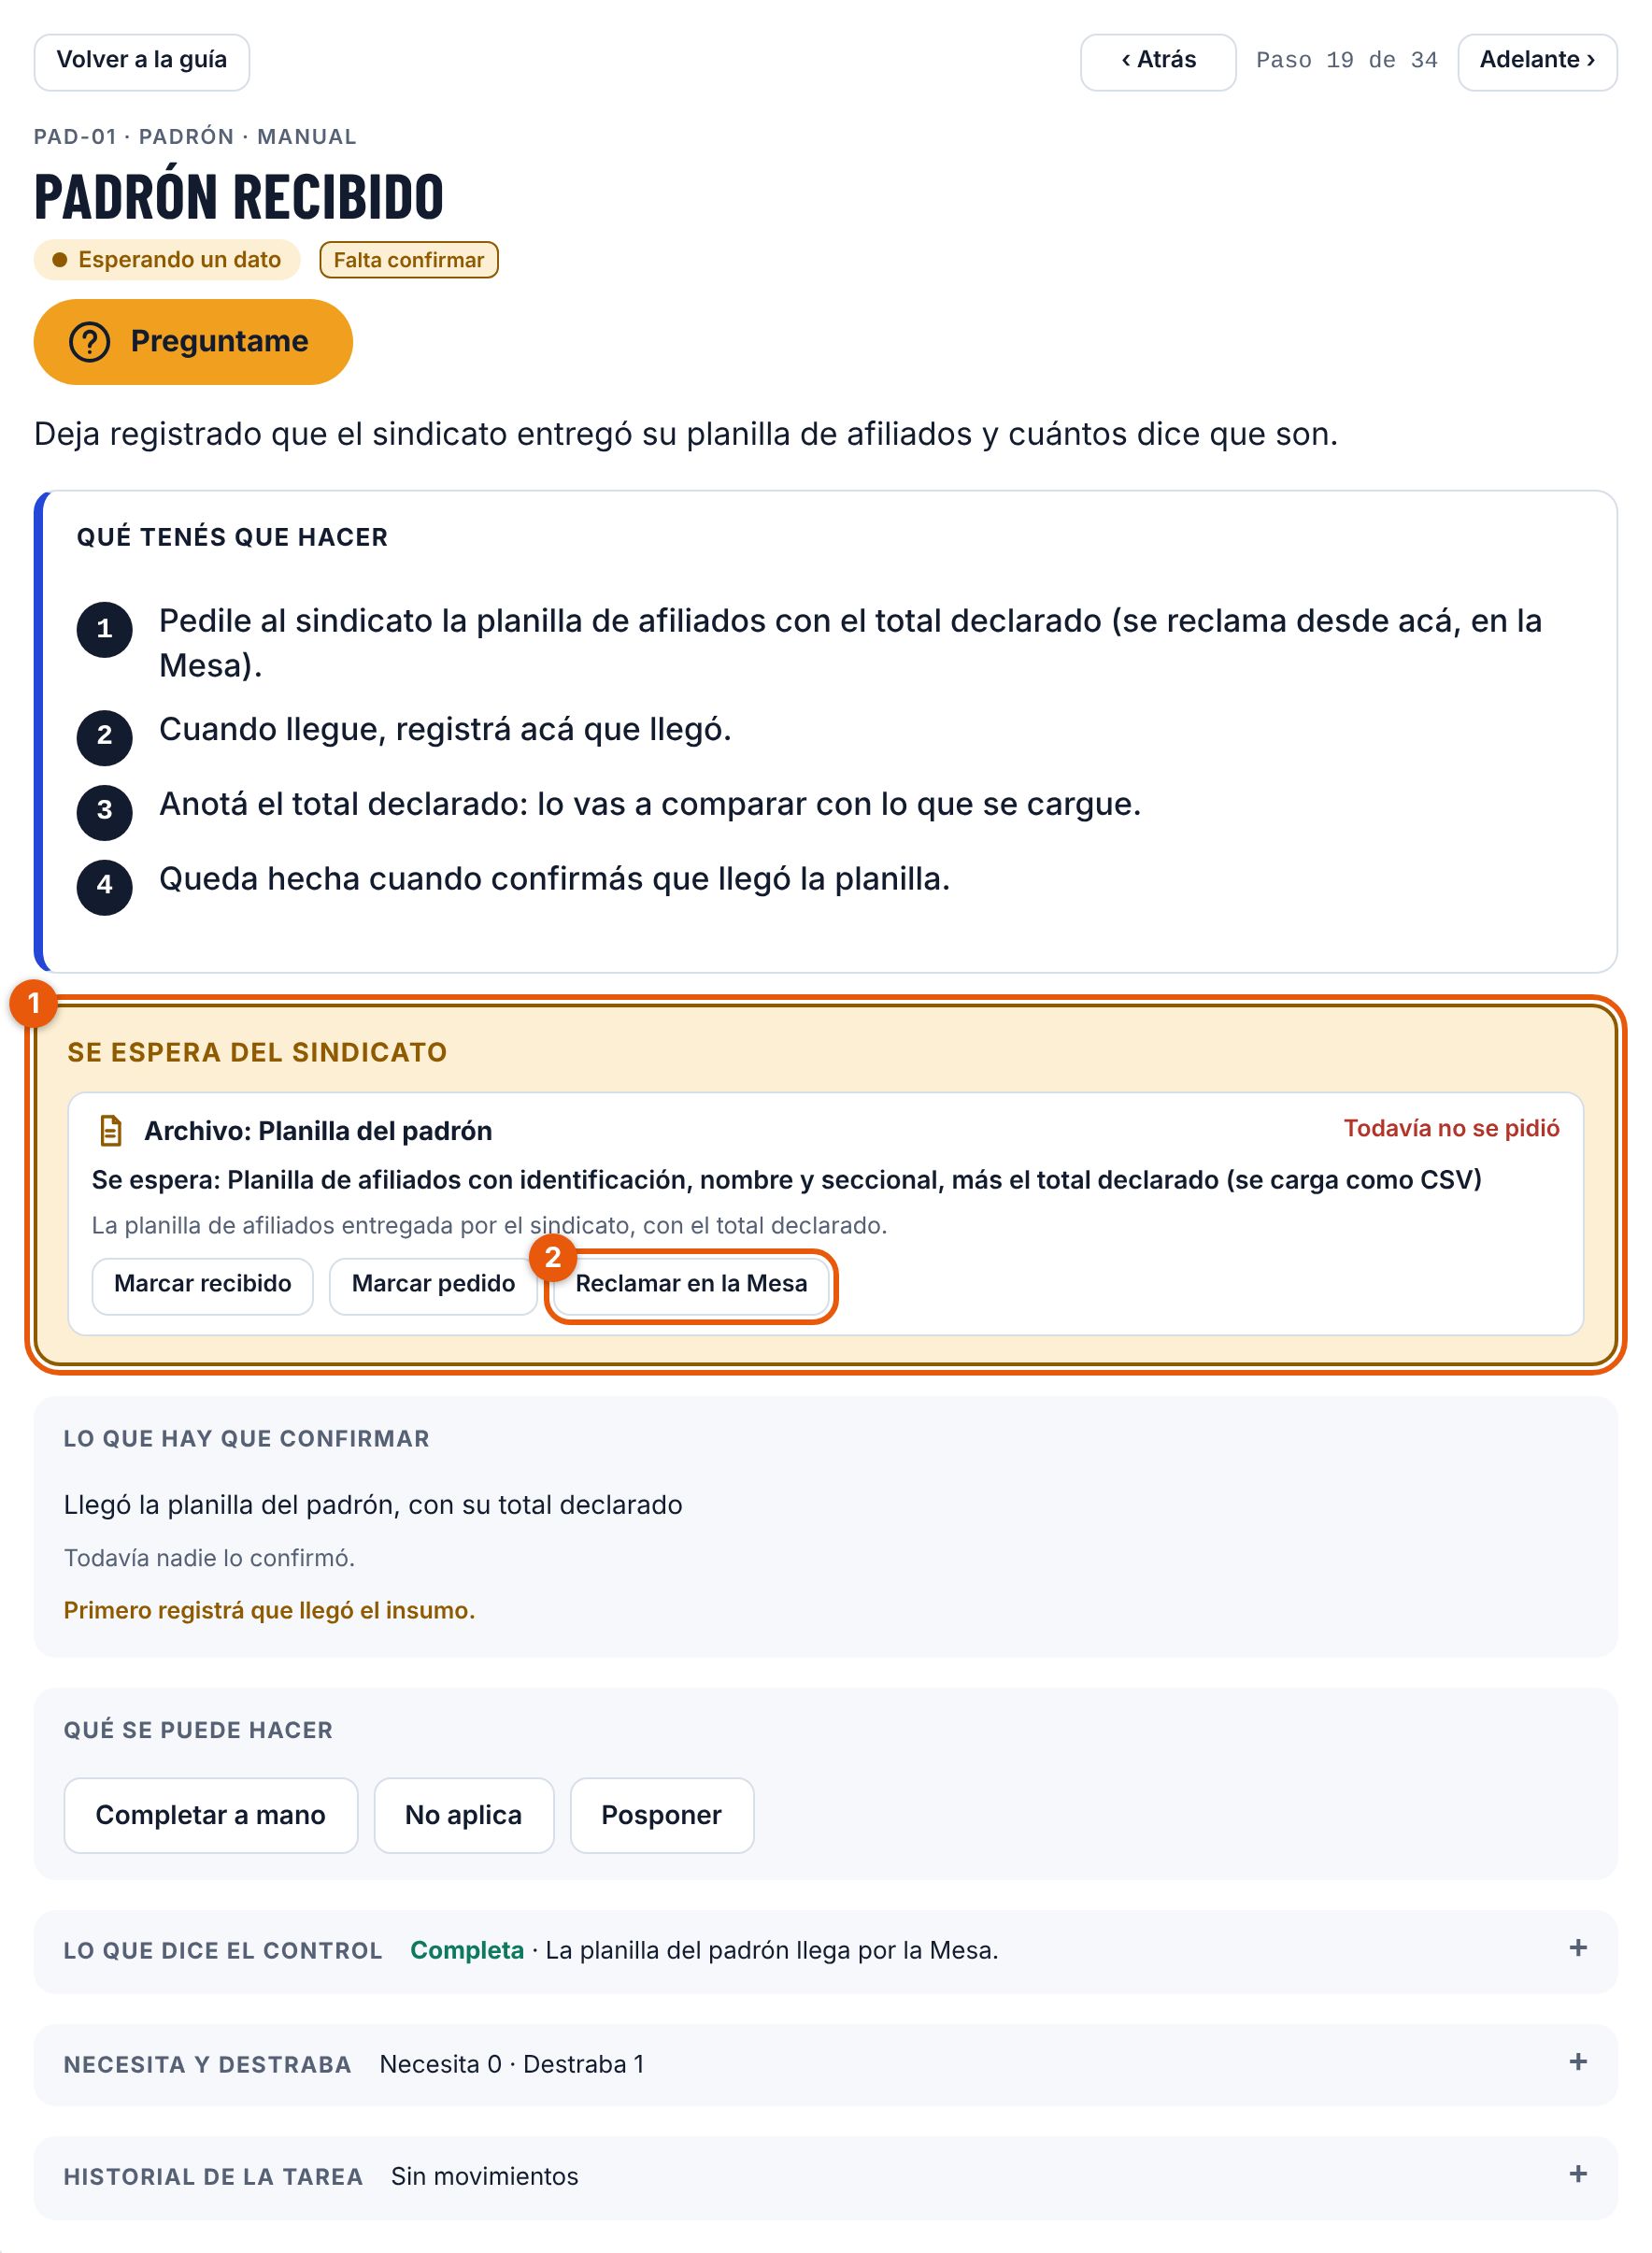 Volver a la guía
‹ Atrás
Paso 19 de 34
Adelante ›
PAD-01 · PADRÓN · MANUAL
PADRÓN RECIBIDO
Esperando un dato
Falta confirmar
? Preguntame
Deja registrado que el sindicato entregó su planilla de afiliados y cuántos dice que son.
QUÉ TENÉS QUE HACER
1 Pedile al sindicato la planilla de afiliados con el total declarado (se reclama desde acá, en la
Mesa).
2 Cuando llegue, registrá acá que llegó.
3 Anotá el total declarado: lo vas a comparar con lo que se cargue.
4 Queda hecha cuando confirmás que llegó la planilla.
1
SE ESPERA DEL SINDICATO
Archivo: Planilla del padrón
Todavía no se pidió
Se espera: Planilla de afiliados con identificación, nombre y seccional, más el total declarado (se carga como CSV)
La planilla de afiliados entregada por el sindicato, con el total declarado.
Marcar recibido
Marcar pedido
2
Reclamar en la Mesa
LO QUE HAY QUE CONFIRMAR
Llegó la planilla del padrón, con su total declarado
Todavía nadie lo confirmó.
Primero registrá que llegó el insumo.
QUÉ SE PUEDE HACER
Completar a mano
No aplica
Posponer
LO QUE DICE EL CONTROL Completa · La planilla del padrón llega por la Mesa. +
NECESITA Y DESTRABA Necesita 0 · Destraba 1 +
HISTORIAL DE LA TAREA Sin movimientos +